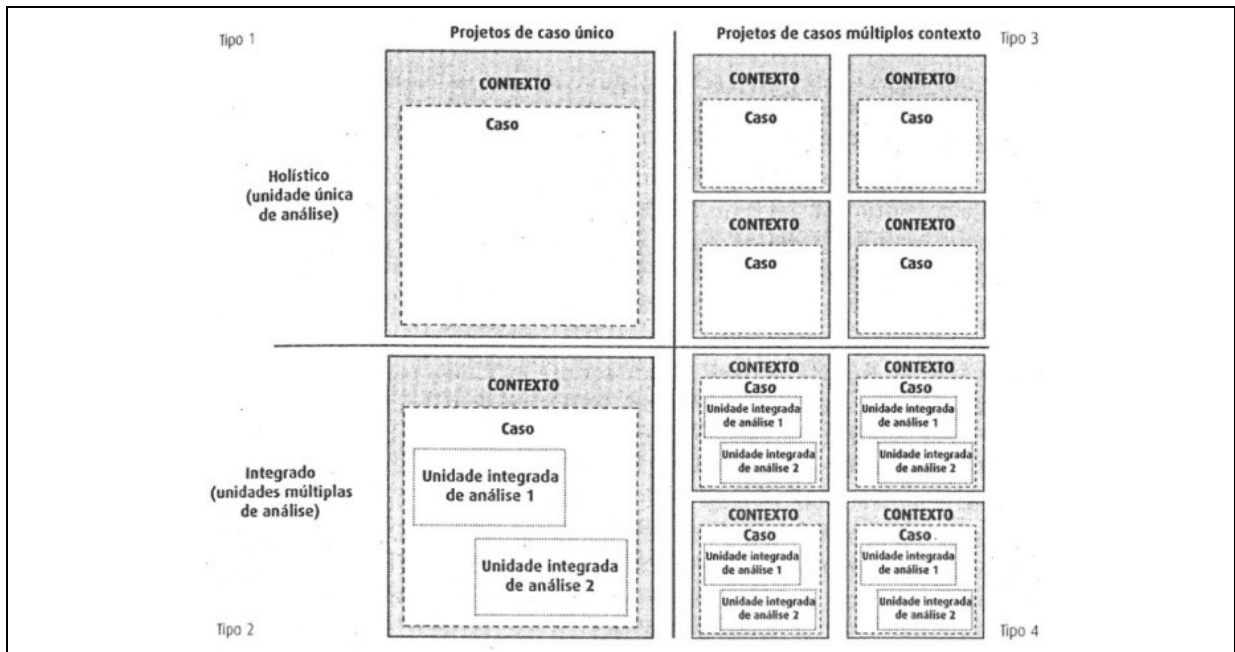 Tipo 1
Projetos de caso único
Projetos de casos múltiplos contexto
Tipo 3
CONTEXTO
Caso
CONTEXTO
Caso
CONTEXTO
Caso
Holístico
(unidade única
de análise)
CONTEXTO
Caso
CONTEXTO
Caso
CONTEXTO
Caso
Unidade integrada
de análise 1
Unidade integrada
de análise 2
Integrado
(unidades múltiplas
de análise)
CONTEXTO
Caso
Unidade integrada
de análise 1
Unidade integrada
de análise 2
CONTEXTO
Caso
Unidade integrada
de análise 1
Unidade integrada
de análise 2
CONTEXTO
Caso
Unidade integrada
de análise 1
Unidade integrada
de análise 2
CONTEXTO
Caso
Unidade integrada
de análise 1
Unidade integrada
de análise 2
Tipo 2
Tipo 4